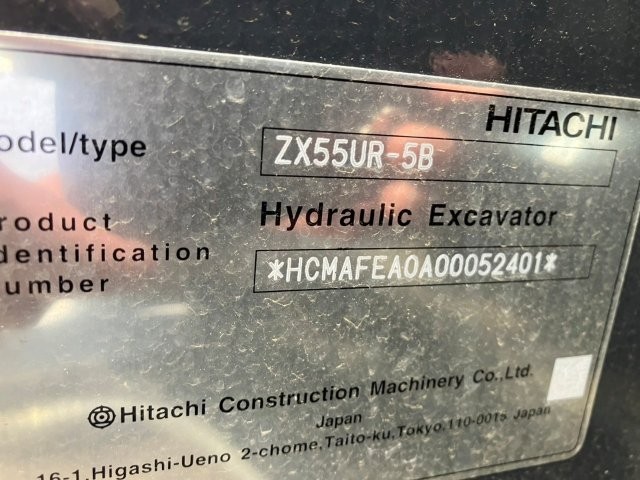 HITACHI
odel/type ZX55UR-5B
roduct Hydraulic Excavator
dentification
umber *HCMAFEA0A00052401*
Hitachi Construction Machinery Co.,Ltd.
Japan
16-1,Higashi-Ueno 2-chome,Taito-ku,Tokyo,110-0015 Japan